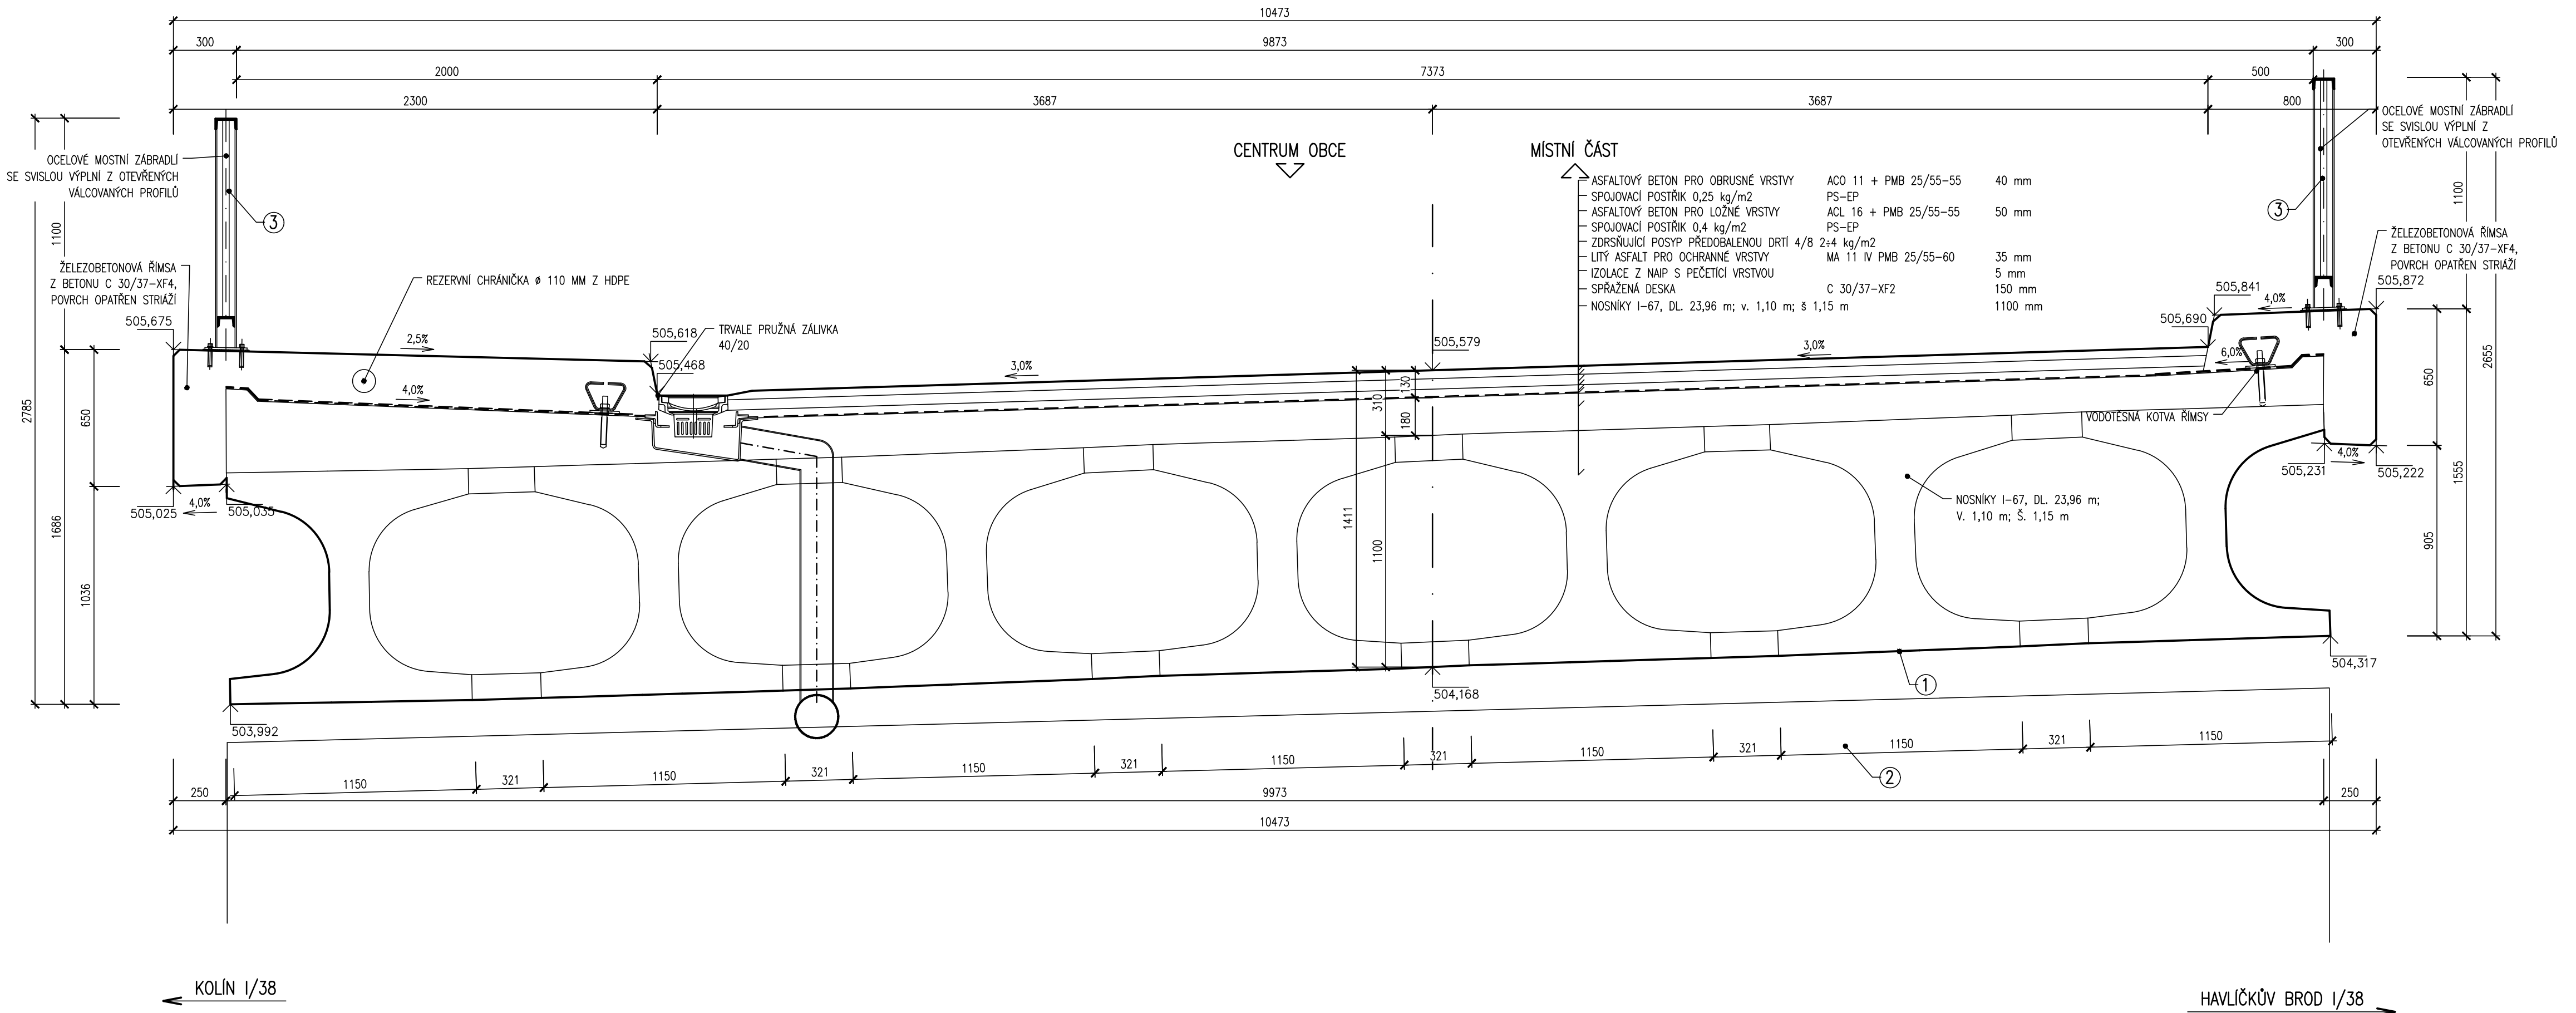 10473
300
9873
300
2000
7373
500
2300
3687
3687
800
OCELOVÉ MOSTNÍ ZÁBRADLÍ
SE SVISLOU VÝPLNÍ Z OTEVŘENÝCH
VÁLCOVANÝCH PROFILŮ
3
CENTRUM OBCE
MÍSTNÍ ČÁST
ASFALTOVÝ BETON PRO OBRUSNÉ VRSTVY ACO 11 + PMB 25/55-55 40 mm
SPOJOVACÍ POSTŘIK 0,25 kg/m2 PS-EP
ASFALTOVÝ BETON PRO LOŽNÉ VRSTVY ACL 16 + PMB 25/55-55 50 mm
SPOJOVACÍ POSTŘIK 0,4 kg/m2 PS-EP
ZDRSŇUJÍCÍ POSYP PŘEDOBALENOU DRTÍ 4/8 2÷4 kg/m2
LITÝ ASFALT PRO OCHRANNÉ VRSTVY MA 11 IV PMB 25/55-60 35 mm
IZOLACE Z NAIP S PEČETÍCÍ VRSTVOU 5 mm
SPŘAŽENÁ DESKA C 30/37-XF2 150 mm
NOSNÍKY I-67, DL. 23,96 m; v. 1,10 m; š 1,15 m 1100 mm
OCELOVÉ MOSTNÍ ZÁBRADLÍ
SE SVISLOU VÝPLNÍ Z
OTEVŘENÝCH VÁLCOVANÝCH PROFILŮ
3
ŽELEZOBETONOVÁ ŘÍMSA
Z BETONU C 30/37-XF4,
POVRCH OPATŘEN STRIÁŽÍ
ŽELEZOBETONOVÁ ŘÍMSA
Z BETONU C 30/37-XF4,
POVRCH OPATŘEN STRIÁŽÍ
REZERVNÍ CHRÁNIČKA ø 110 MM Z HDPE
TRVALE PRUŽNÁ ZÁLIVKA
40/20
505,675
505,618
505,468
505,579
505,690
505,841
505,872
2,5%
4,0%
3,0%
3,0%
6,0%
4,0%
2785
1100
1686
650
1036
1411
310
1100
130
180
1100
1555
2655
650
905
VODOTĚSNÁ KOTVA ŘÍMSY
NOSNÍKY I-67, DL. 23,96 m;
V. 1,10 m; Š. 1,15 m
505,025
4,0%
505,035
505,231
4,0%
505,222
503,992
504,168
504,317
1
2
1150
321
1150
321
1150
321
1150
321
1150
321
1150
321
1150
250
9973
250
10473
KOLÍN I/38
HAVLÍČKŮV BROD I/38